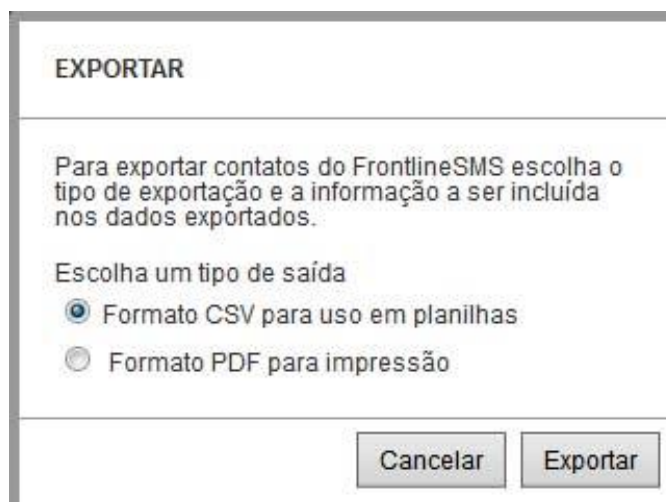 EXPORTAR
Para exportar contatos do FrontlineSMS escolha o
tipo de exportação e a informação a ser incluída
nos dados exportados.
Escolha um tipo de saída
Formato CSV para uso em planilhas
Formato PDF para impressão
Cancelar Exportar